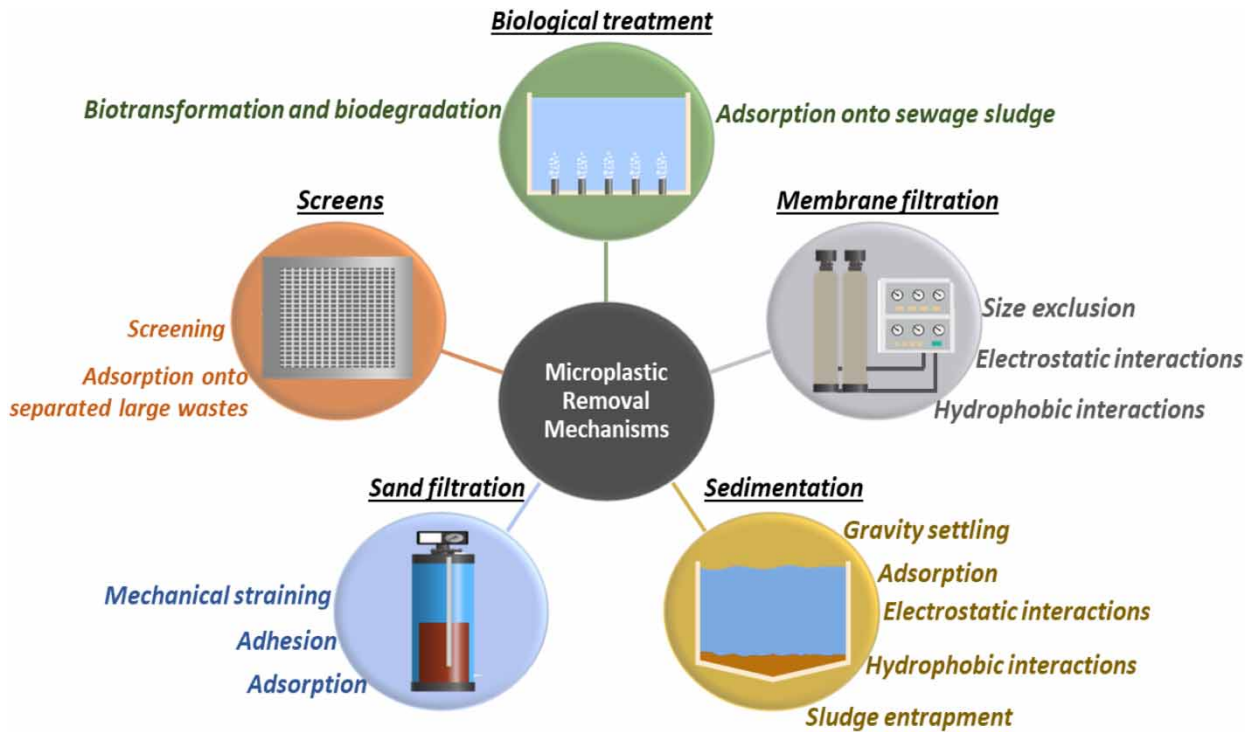 Biological treatment
Biotransformation and biodegradation
Adsorption onto sewage sludge
Screens
Screening
Adsorption onto
separated large wastes
Membrane filtration
Size exclusion
Electrostatic interactions
Hydrophobic interactions
Microplastic
Removal
Mechanisms
Sand filtration
Mechanical straining
Adhesion
Adsorption
Sedimentation
Gravity settling
Adsorption
Electrostatic interactions
Hydrophobic interactions
Sludge entrapment